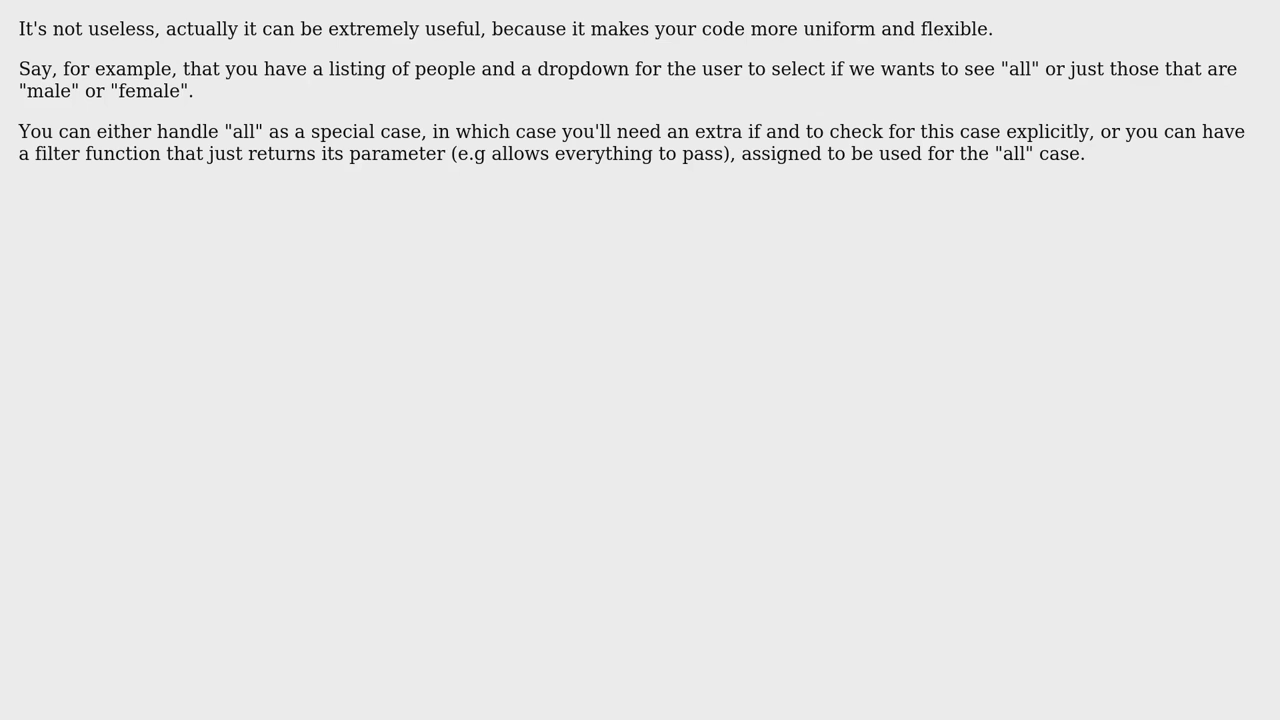 It's not useless, actually it can be extremely useful, because it makes your code more uniform and flexible.
Say, for example, that you have a listing of people and a dropdown for the user to select if we wants to see "all" or just those that are
"male" or "female".
You can either handle "all" as a special case, in which case you'll need an extra if and to check for this case explicitly, or you can have
a filter function that just returns its parameter (e.g allows everything to pass), assigned to be used for the "all" case.